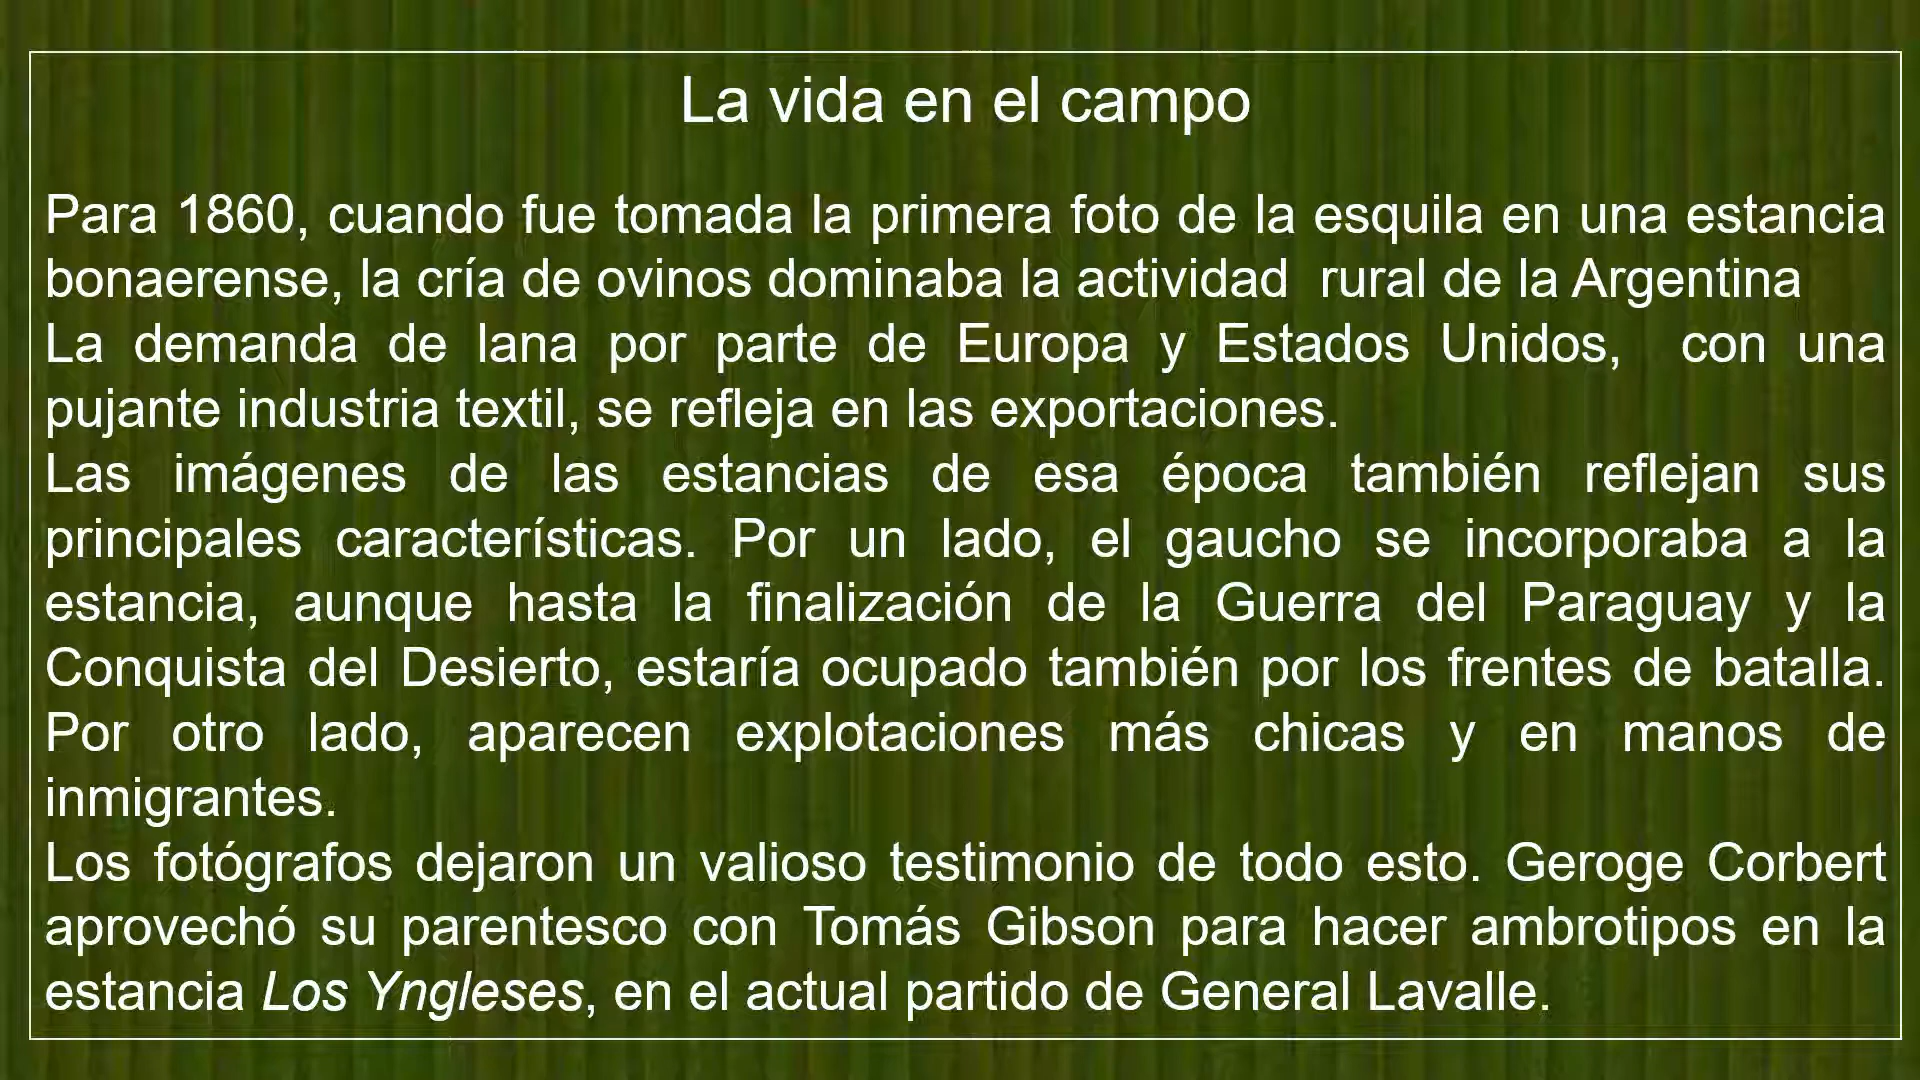 La vida en el campo
Para 1860, cuando fue tomada la primera foto de la esquila en una estancia
bonaerense, la cría de ovinos dominaba la actividad  rural de la Argentina
La demanda de lana por parte de Europa y Estados Unidos,  con una
pujante industria textil, se refleja en las exportaciones.
Las imágenes de las estancias de esa época también reflejan sus
principales características. Por un lado, el gaucho se incorporaba a la
estancia, aunque hasta la finalización de la Guerra del Paraguay y la
Conquista del Desierto, estaría ocupado también por los frentes de batalla.
Por otro lado, aparecen explotaciones más chicas y en manos de
inmigrantes.
Los fotógrafos dejaron un valioso testimonio de todo esto. Geroge Corbert
aprovechó su parentesco con Tomás Gibson para hacer ambrotipos en la
estancia Los Yngleses, en el actual partido de General Lavalle.